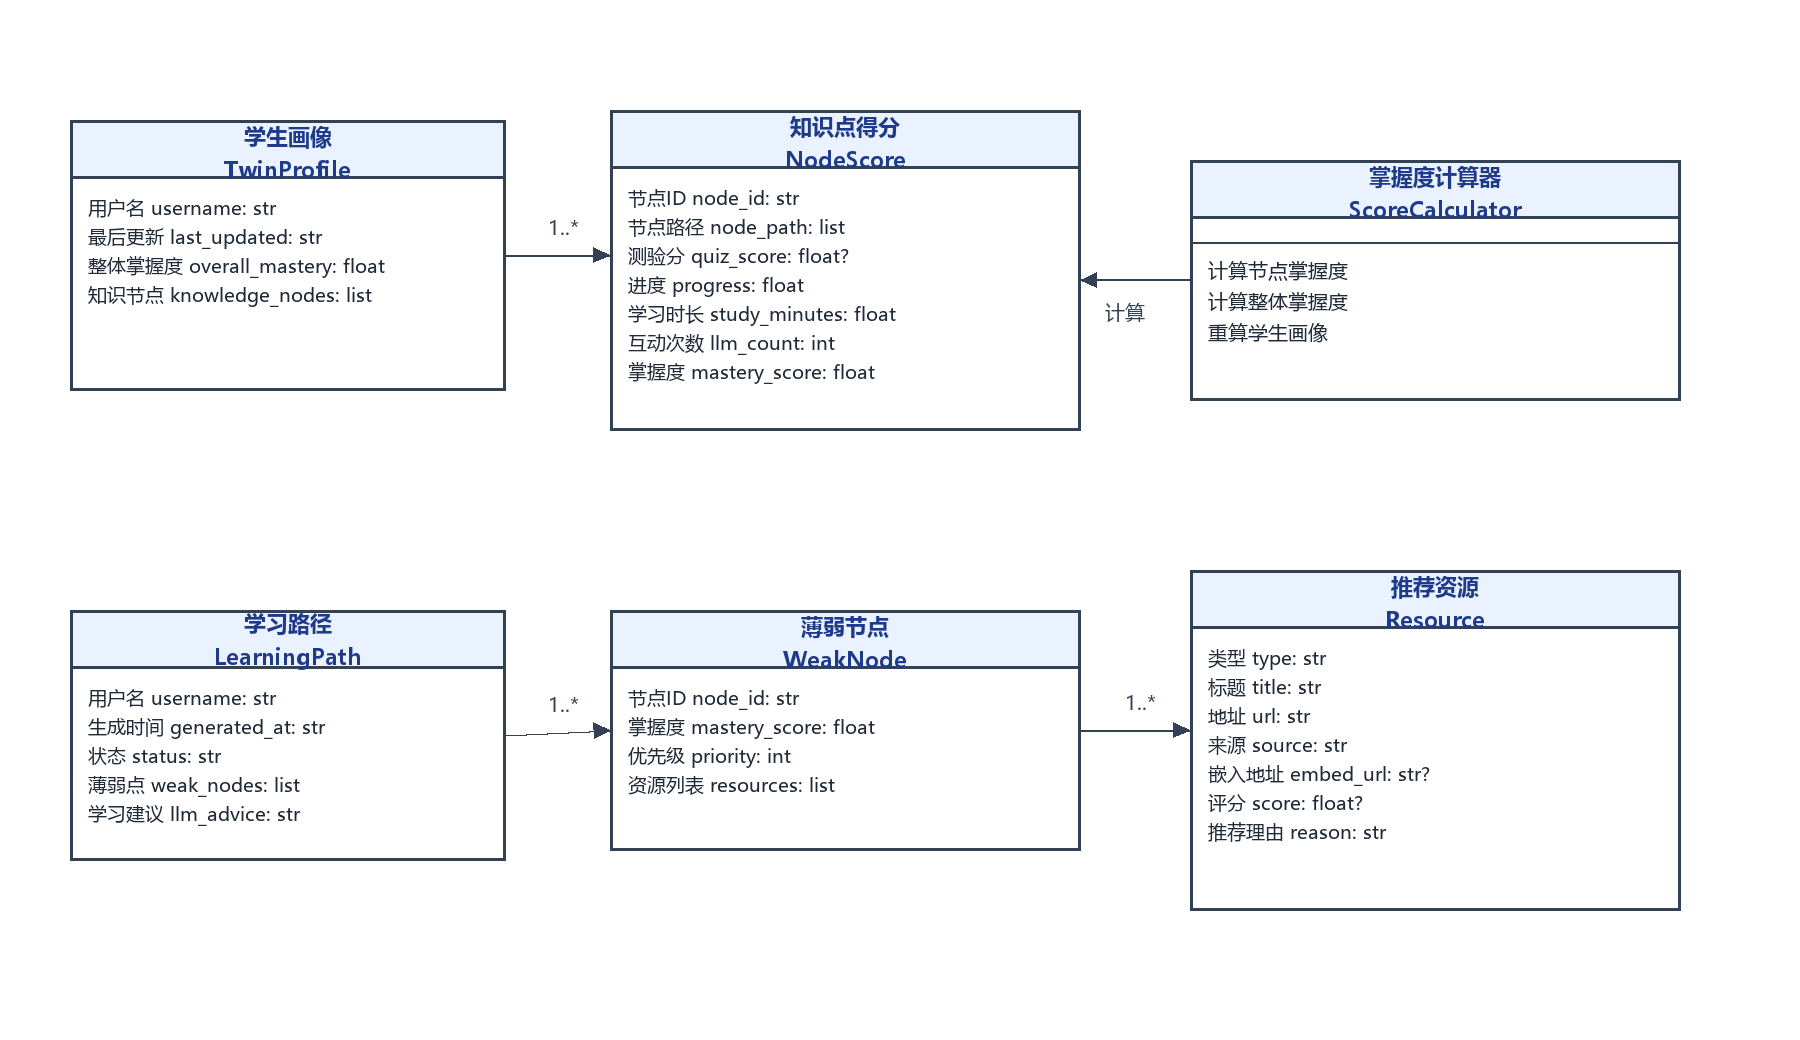 学生画像
TwinProfile
用户名 username: str
最后更新 last_updated: str
整体掌握度 overall_mastery: float
知识节点 knowledge_nodes: list
1..*
知识点得分
NodeScore
节点ID node_id: str
节点路径 node_path: list
测验分 quiz_score: float?
进度 progress: float
学习时长 study_minutes: float
互动次数 llm_count: int
掌握度 mastery_score: float
计算
掌握度计算器
ScoreCalculator
计算节点掌握度
计算整体掌握度
重算学生画像
学习路径
LearningPath
用户名 username: str
生成时间 generated_at: str
状态 status: str
薄弱点 weak_nodes: list
学习建议 llm_advice: str
1..*
薄弱节点
WeakNode
节点ID node_id: str
掌握度 mastery_score: float
优先级 priority: int
资源列表 resources: list
1..*
推荐资源
Resource
类型 type: str
标题 title: str
地址 url: str
来源 source: str
嵌入地址 embed_url: str?
评分 score: float?
推荐理由 reason: str